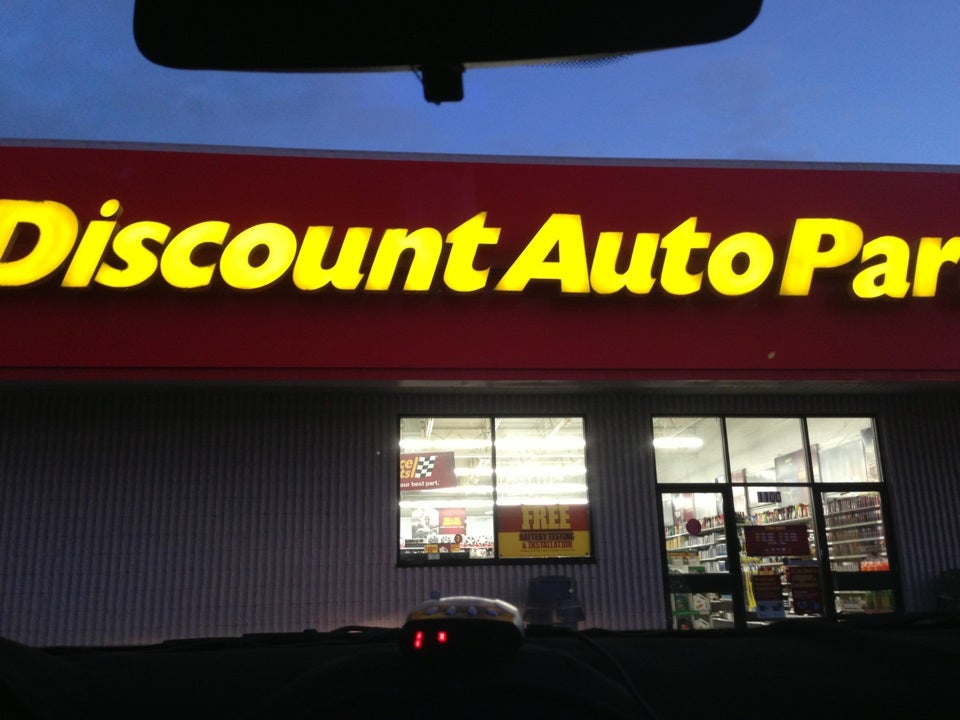 Discount Auto Par
our best part.
FREE
BATTERY TESTING
& INSTALLATION